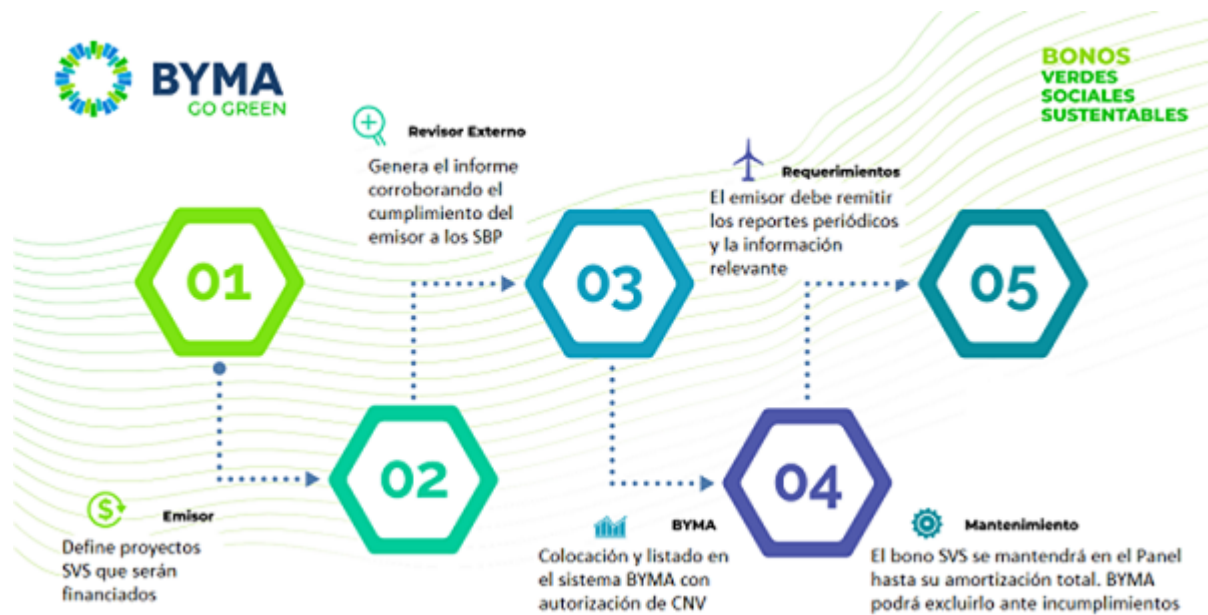 BYMA
GO GREEN
BONOS
VERDES
SOCIALES
SUSTENTABLES
01
Emisor
Define proyectos
SVS que serán
financiados
02
Revisor Externo
Genera el informe
corroborando el
cumplimiento del
emisor a los SBP
03
BYMA
Colocación y listado en
el sistema BYMA con
autorización de CNV
04
Requerimientos
El emisor debe remitir
los reportes periódicos
y la información
relevante
05
Mantenimiento
El bono SVS se mantendrá en el Panel
hasta su amortización total. BYMA
podrá excluirlo ante incumplimientos